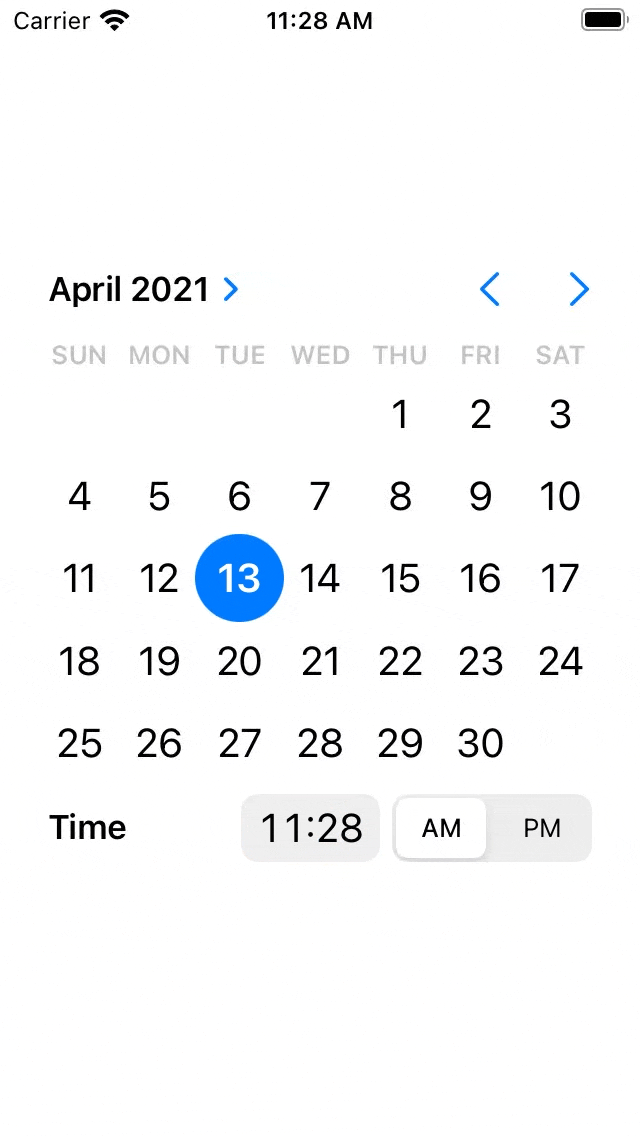 Carrier 11:28 AM
April 2021
SUN MON TUE WED THU FRI SAT
1 2 3
4 5 6 7 8 9 10
11 12 13 14 15 16 17
18 19 20 21 22 23 24
25 26 27 28 29 30
Time 11:28 AM PM